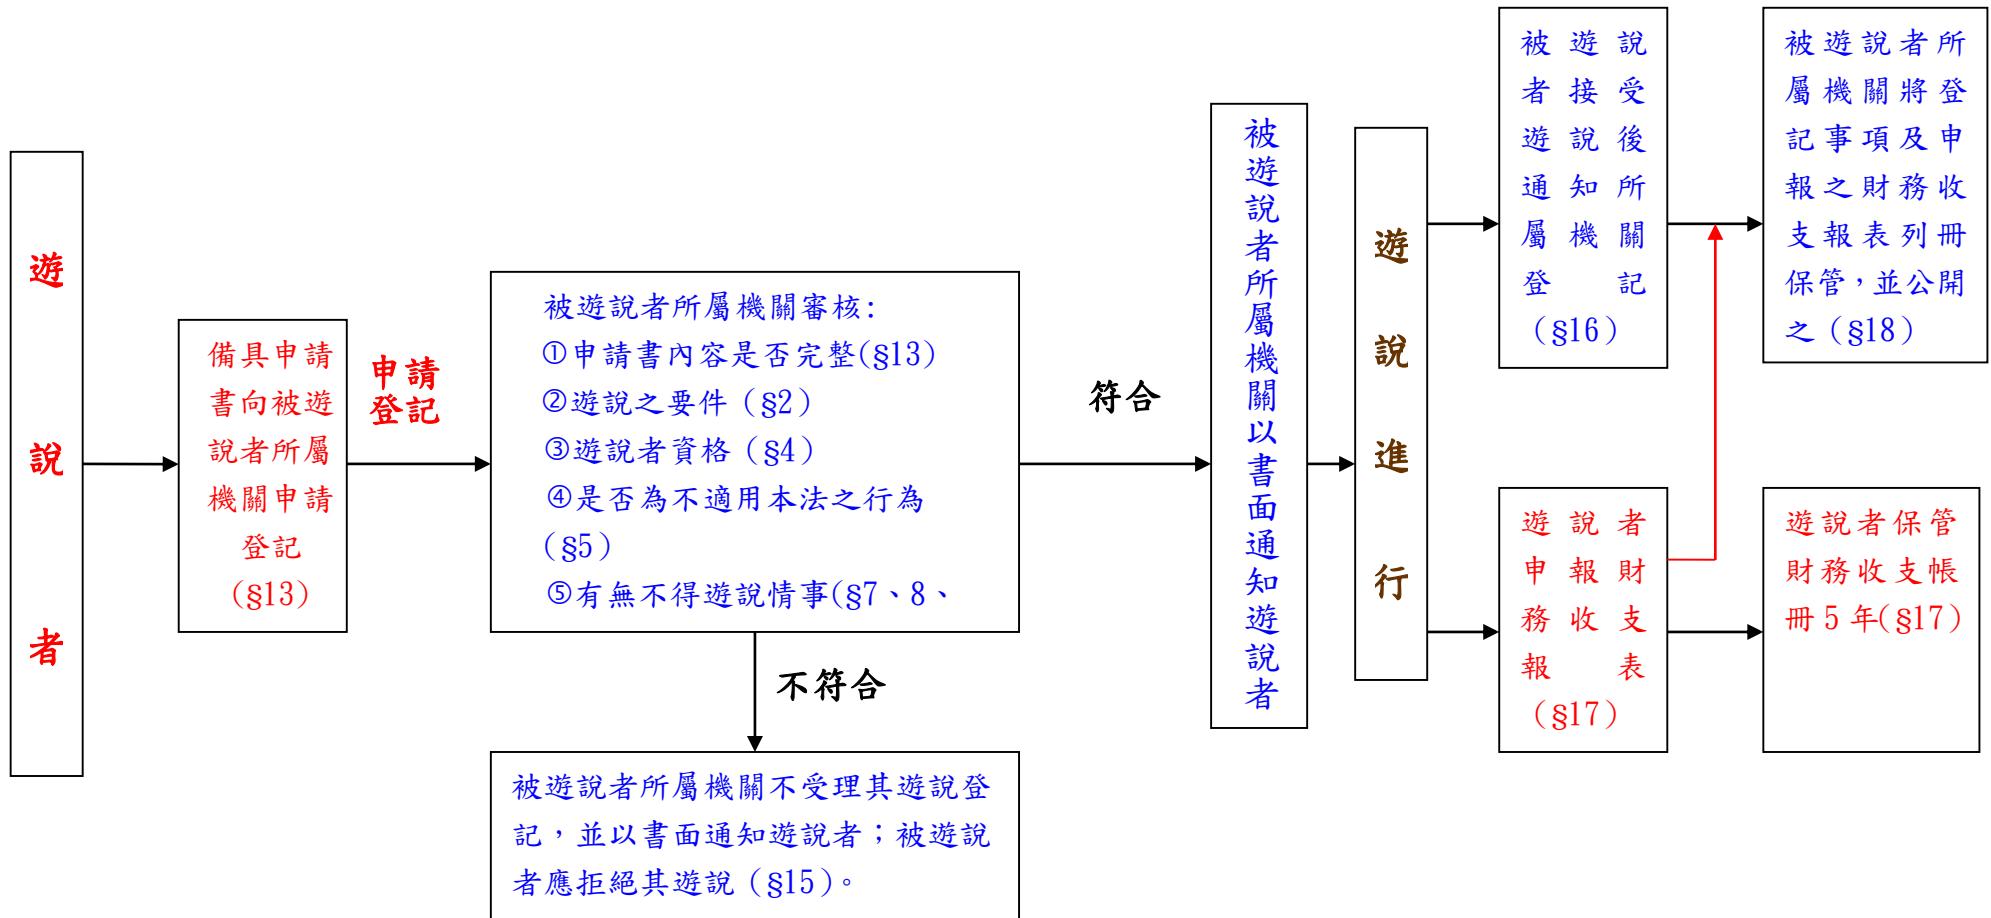 遊說者
備具申請
書向被遊
說者所屬
機關申請
登記
(§13)
申請
登記
被遊說者所屬機關審核:
①申請書內容是否完整(§13)
②遊說之要件(§2)
③遊說者資格(§4)
④是否為不適用本法之行為
(§5)
⑤有無不得遊說情事(§7、8、
不符合
被遊說者所屬機關不受理其遊說登
記，並以書面通知遊說者；被遊說
者應拒絕其遊說(§15)。
符合
被遊說者所屬機關以書面通知遊說者
遊說進行
被遊說
者接受
遊說後
通知所
屬機關
登記
(§16)
被遊說者所
屬機關將登
記事項及申
報之財務收
支報表列冊
保管，並公開
之(§18)
遊說者
申報財
務收支
報表
(§17)
遊說者保管
財務收支帳
冊5年(§17)